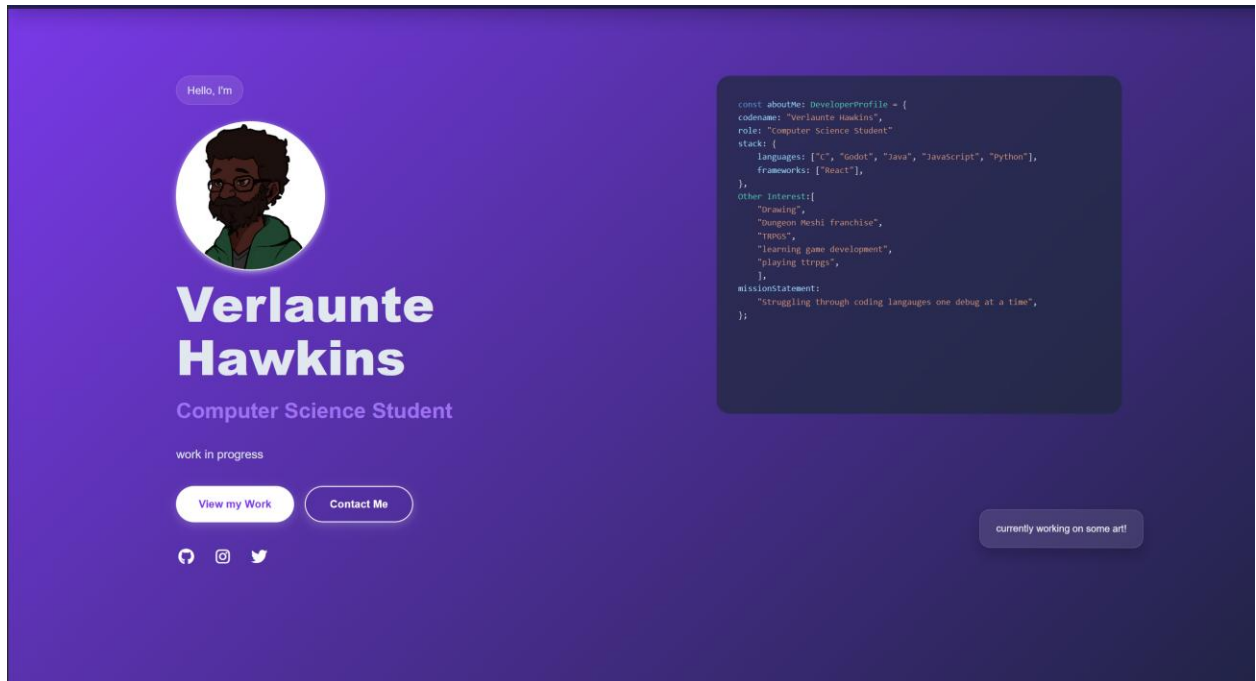 Hello, I'm
Verlaunte
Hawkins
Computer Science Student
work in progress
View my Work
Contact Me
const aboutMe: DeveloperProfile = {
codename: "Verlaunte Hawkins",
role: "Computer Science Student"
stack: {
languages: ["C", "Godot", "Java", "JavaScript", "Python"],
frameworks: ["React"],
},
Other Interest:[
"Drawing",
"Dungeon Meshi franchise",
"TRPGS",
"learning game development",
"playing ttrpgs",
],
missionStatement:
"Struggling through coding langauges one debug at a time",
};
currently working on some art!